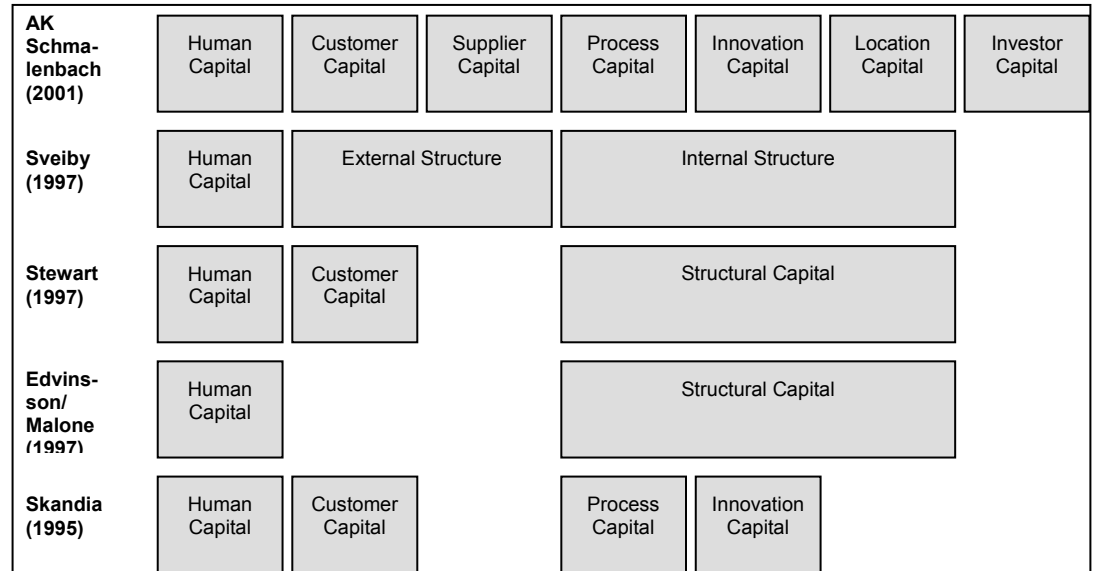 AK
Schma-
lenbach
(2001)
Human
Capital
Customer
Capital
Supplier
Capital
Process
Capital
Innovation
Capital
Location
Capital
Investor
Capital
Sveiby
(1997)
Human
Capital
External Structure
Internal Structure
Stewart
(1997)
Human
Capital
Customer
Capital
Structural Capital
Edvins-
son/
Malone
(1997)
Human
Capital
Structural Capital
Skandia
(1995)
Human
Capital
Customer
Capital
Process
Capital
Innovation
Capital